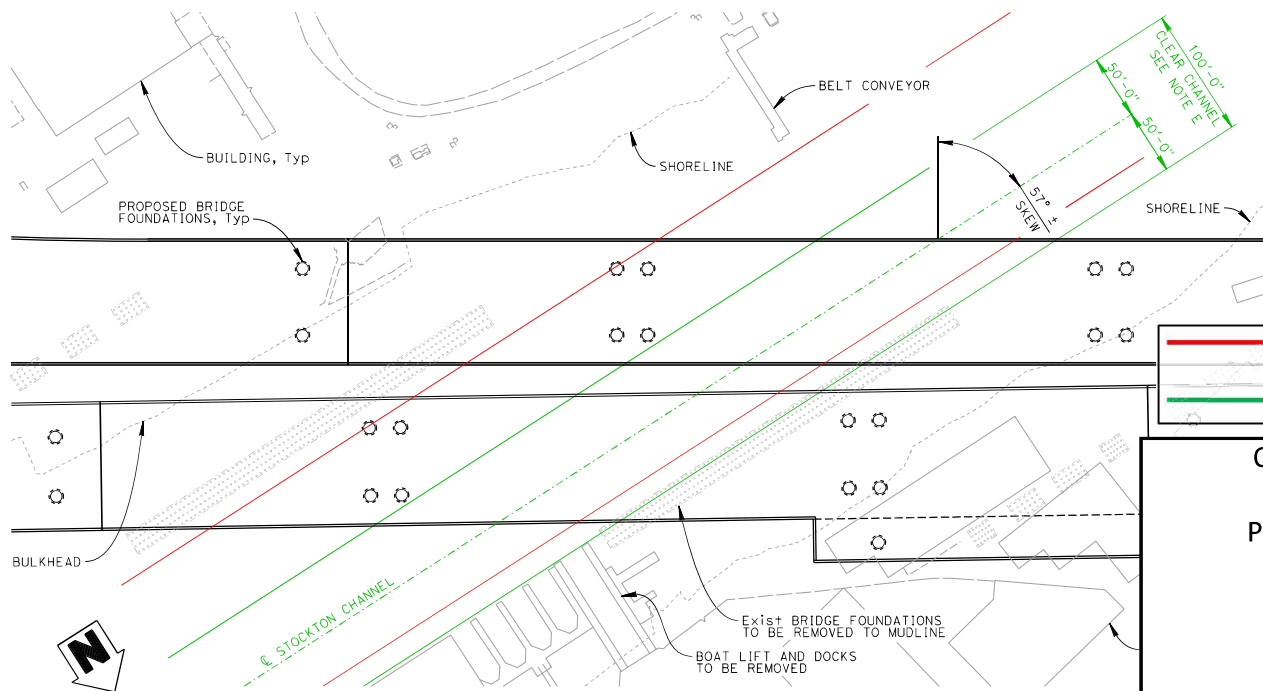 100'-0"
CLEAR CHANNEL
SEE NOTE E
50'-0"
50'-0"
BELT CONVEYOR
BUILDING, Typ
SHORELINE
57° ±
SKEW
PROPOSED BRIDGE
FOUNDATIONS, Typ
SHORELINE
C
P
BULKHEAD
℄ STOCKTON CHANNEL
Exist BRIDGE FOUNDATIONS
TO BE REMOVED TO MUDLINE
BOAT LIFT AND DOCKS
TO BE REMOVED
N